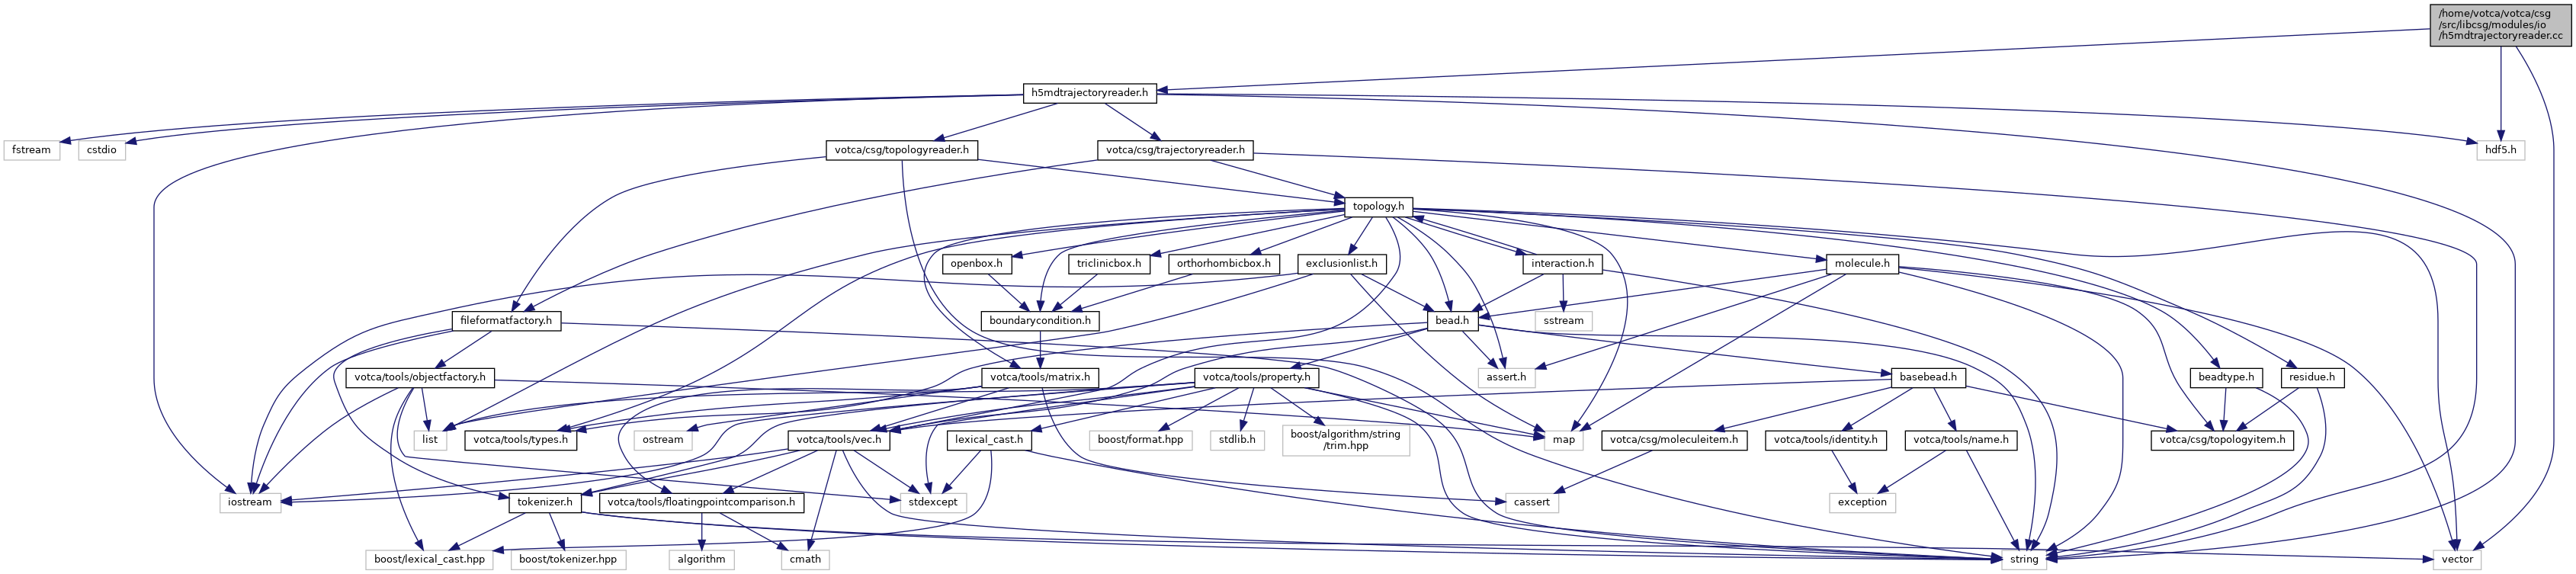 /home/votca/votca/csg
/src/libcsg/modules/io
/h5mdtrajectoryreader.cc
h5mdtrajectoryreader.h
fstream
cstdio
votca/csg/topologyreader.h
votca/csg/trajectoryreader.h
hdf5.h
topology.h
openbox.h
triclinicbox.h
orthorhombicbox.h
exclusionlist.h
interaction.h
molecule.h
fileformatfactory.h
boundarycondition.h
bead.h
sstream
votca/tools/objectfactory.h
votca/tools/matrix.h
votca/tools/property.h
assert.h
basebead.h
beadtype.h
residue.h
list
votca/tools/types.h
ostream
votca/tools/vec.h
lexical_cast.h
boost/format.hpp
stdlib.h
boost/algorithm/string
/trim.hpp
map
votca/csg/moleculeitem.h
votca/tools/identity.h
votca/tools/name.h
votca/csg/topologyitem.h
iostream
tokenizer.h
votca/tools/floatingpointcomparison.h
stdexcept
cassert
exception
boost/lexical_cast.hpp
boost/tokenizer.hpp
algorithm
cmath
string
vector